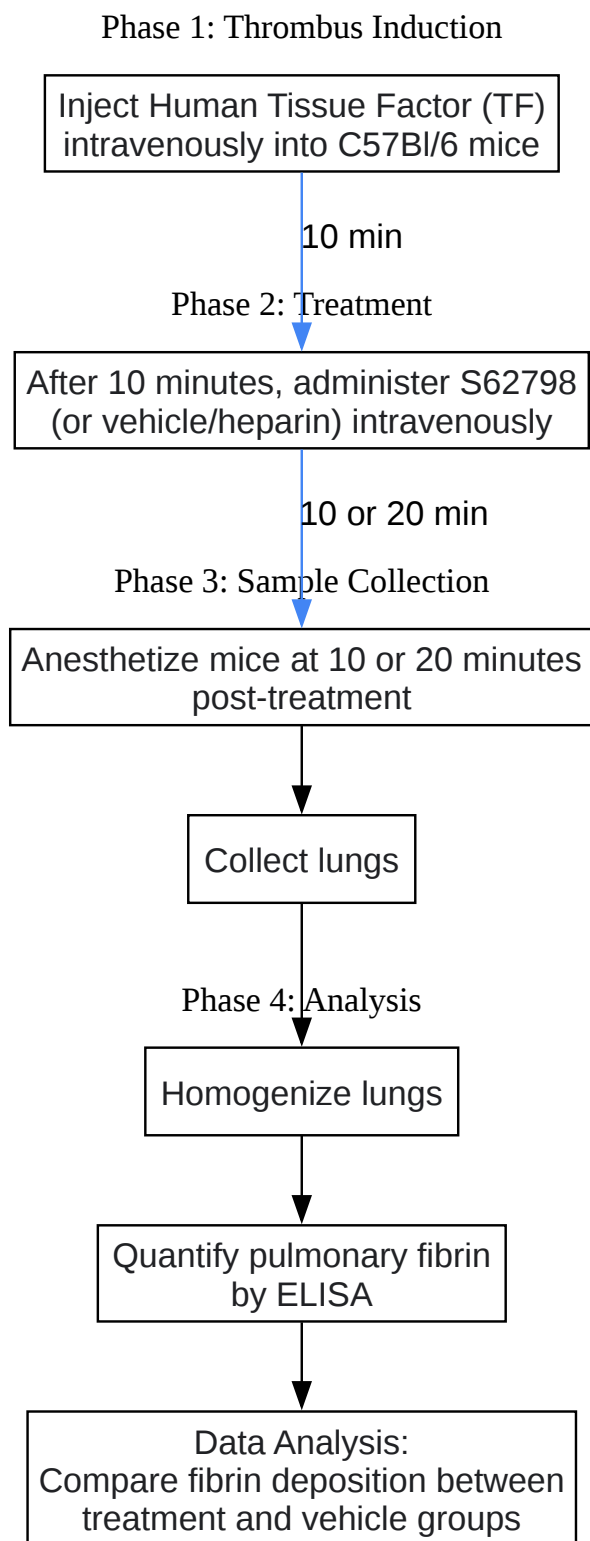 Phase 1: Thrombus Induction
Inject Human Tissue Factor (TF)
intravenously into C57Bl/6 mice
10 min
Phase 2: Treatment
After 10 minutes, administer S62798
(or vehicle/heparin) intravenously
10 or 20 min
Phase 3: Sample Collection
Anesthetize mice at 10 or 20 minutes
post-treatment
Collect lungs
Phase 4: Analysis
Homogenize lungs
Quantify pulmonary fibrin
by ELISA
Data Analysis:
Compare fibrin deposition between
treatment and vehicle groups